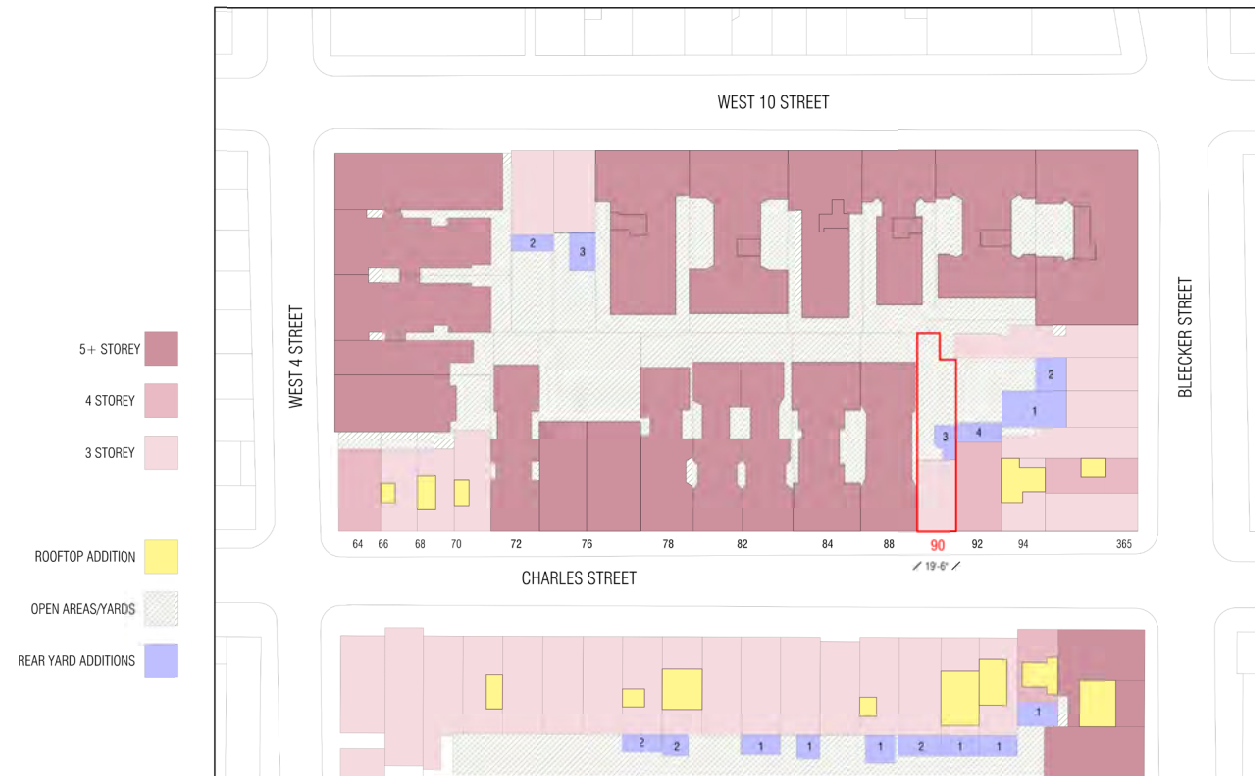 WEST 10 STREET
2
3
5+ STOREY
4 STOREY
3 STOREY
WEST 4 STREET
BLEECKER STREET
2
1
3
4
64 66 68 70 72 75 78 82 84 88 90 92 94 365
19'-6"
CHARLES STREET
ROOFTOP ADDITION
OPEN AREAS/YARDS
REAR YARD ADDITIONS
1
2 2 1 1 1 2 1 1